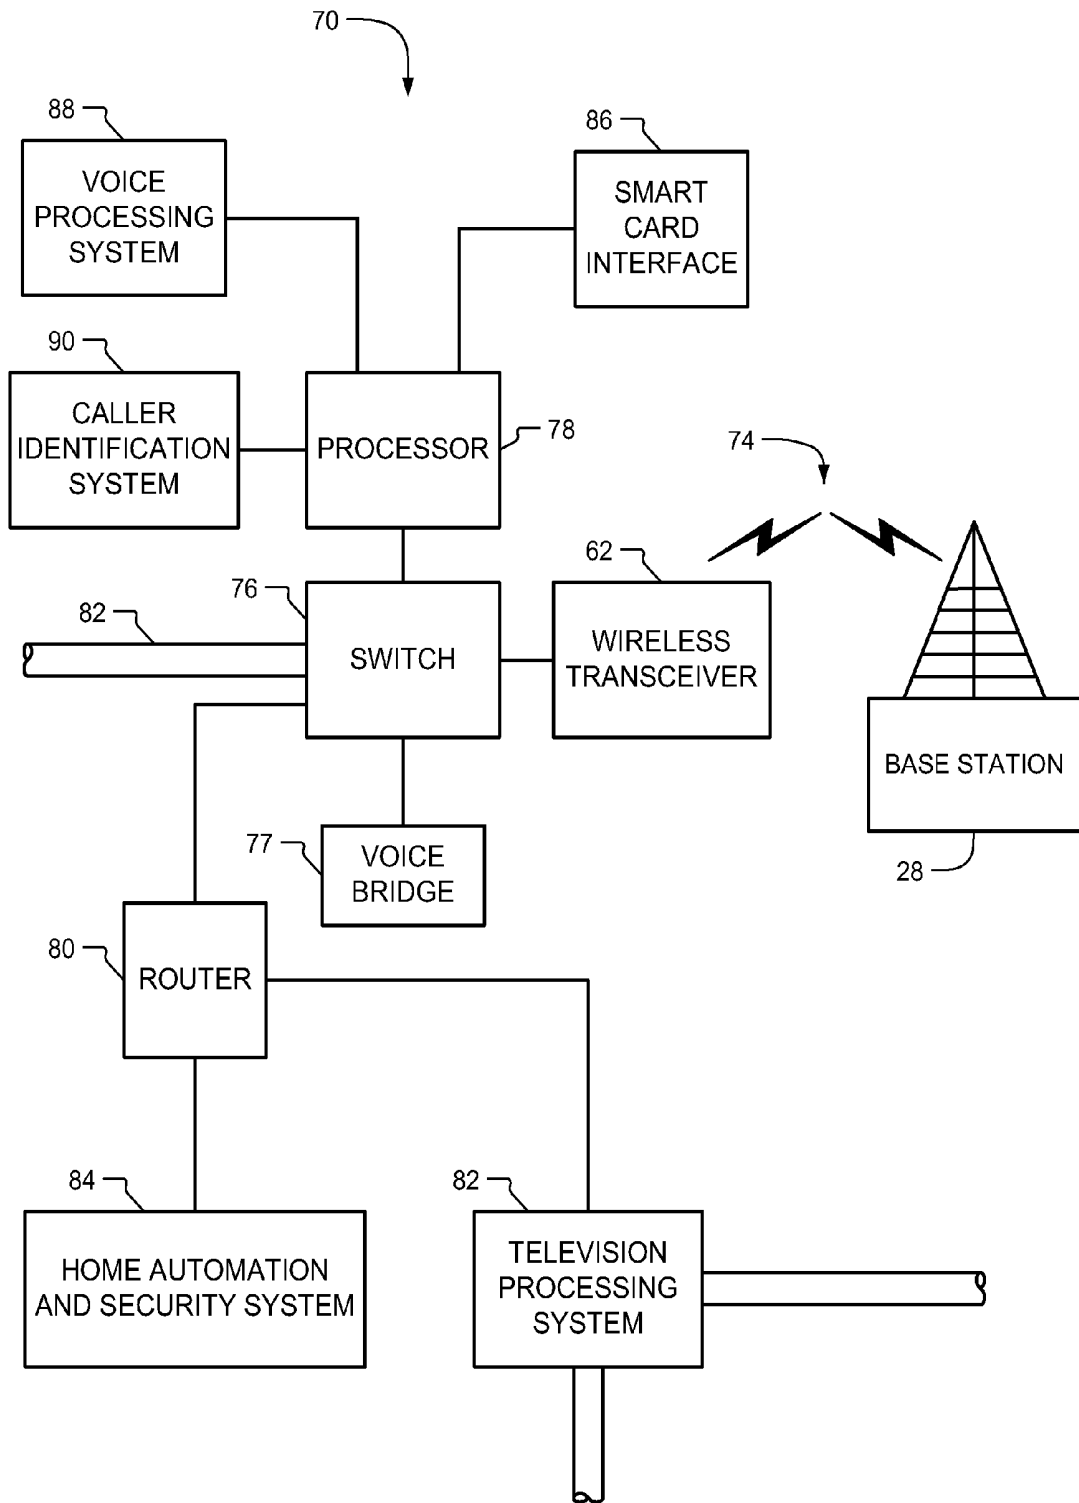 70
88
VOICE
PROCESSING
SYSTEM
86
SMART
CARD
INTERFACE
90
CALLER
IDENTIFICATION
SYSTEM
PROCESSOR
78
74
62
76
82
SWITCH
WIRELESS
TRANSCEIVER
BASE STATION
28
77
VOICE
BRIDGE
80
ROUTER
84
HOME AUTOMATION
AND SECURITY SYSTEM
82
TELEVISION
PROCESSING
SYSTEM